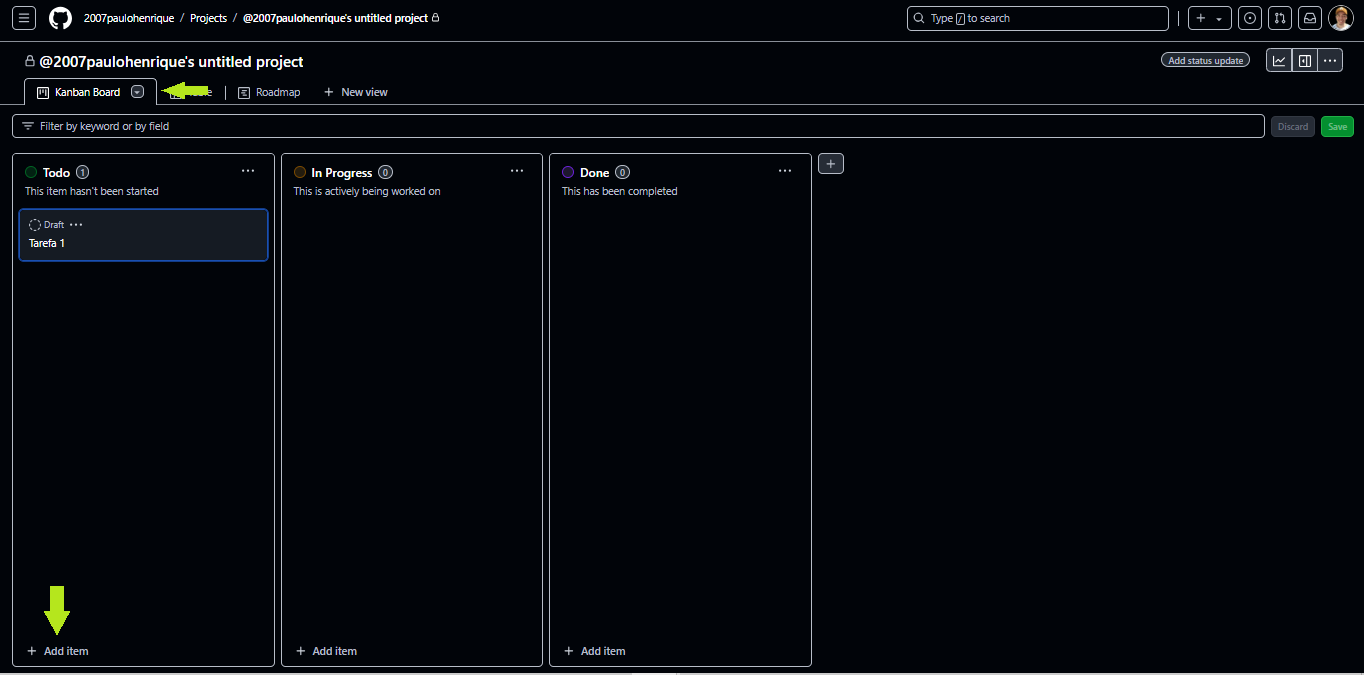 2007paulohenrique / Projects / @2007paulohenrique's untitled project
Type / to search
@2007paulohenrique's untitled project
Add status update
Kanban Board
Roadmap
New view
Filter by keyword or by field
Discard
Save
Todo 1
This item hasn't been started
Draft
Tarefa 1
Add item
In Progress 0
This is actively being worked on
Add item
Done 0
This has been completed
Add item